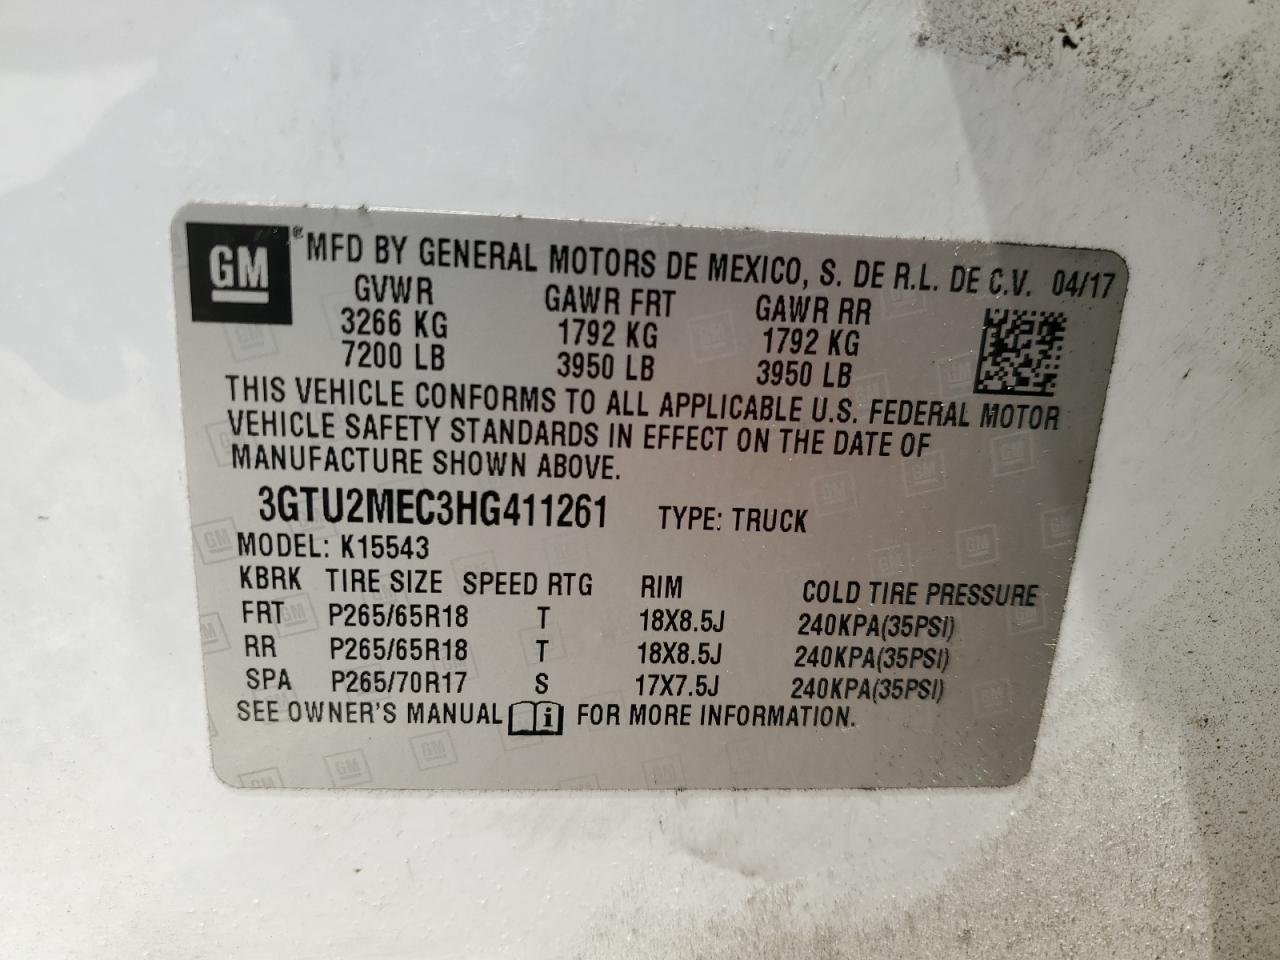 GM ® MFD BY GENERAL MOTORS DE MEXICO, S. DE R.L. DE C.V. 04/17
GVWR GAWR FRT GAWR RR
3266 KG 1792 KG 1792 KG
7200 LB 3950 LB 3950 LB
THIS VEHICLE CONFORMS TO ALL APPLICABLE U.S. FEDERAL MOTOR
VEHICLE SAFETY STANDARDS IN EFFECT ON THE DATE OF
MANUFACTURE SHOWN ABOVE.
3GTU2MEC3HG411261 TYPE: TRUCK
MODEL: K15543
KBRK TIRE SIZE SPEED RTG RIM COLD TIRE PRESSURE
FRT P265/65R18 T 18X8.5J 240KPA(35PSI)
RR P265/65R18 T 18X8.5J 240KPA(35PSI)
SPA P265/70R17 S 17X7.5J 240KPA(35PSI)
SEE OWNER'S MANUAL i FOR MORE INFORMATION.